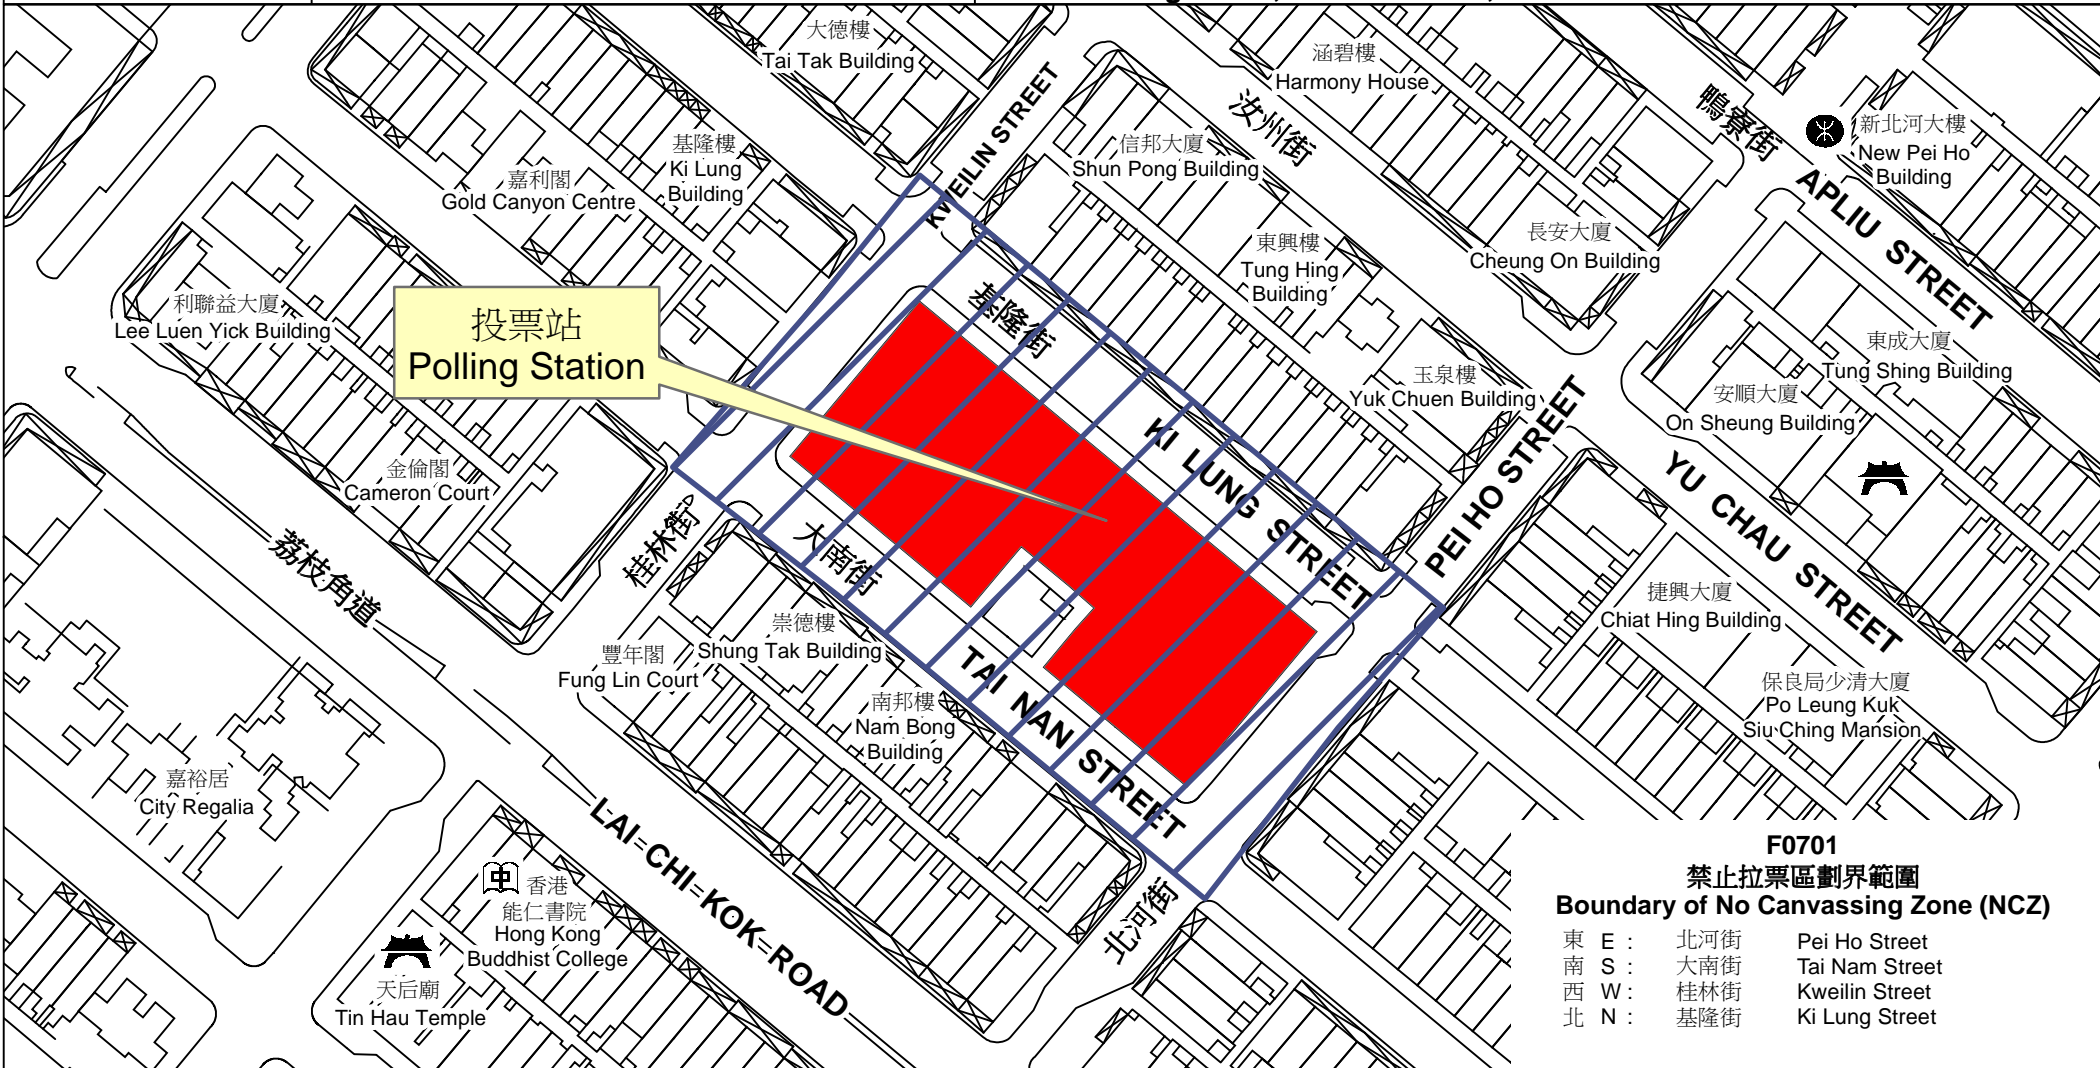 大德樓
Tai Tak Building
涵碧樓
Harmony House
KWEILIN STREET
汝州街
鴨寮街
新北河大樓
New Pei Ho
Building
基隆樓
Ki Lung
Building
信邦大廈
Shun Pong Building
嘉利閣
Gold Canyon Centre
APLIU STREET
東興樓
Tung Hing
Building
長安大廈
Cheung On Building
利聯益大廈
Lee Luen Yick Building
投票站
Polling Station
基隆街
東成大廈
Tung Shing Building
玉泉樓
Yuk Chuen Building
安順大廈
On Sheung Building
金倫閣
Cameron Court
KI LUNG STREET
PEI HO STREET
YU CHAU STREET
桂林街
大南街
荔枝角道
捷興大廈
Chiat Hing Building
崇德樓
Shung Tak Building
豐年閣
Fung Lin Court
TAI NAN STREET
南邦樓
Nam Bong
Building
保良局少清大廈
Po Leung Kuk
Siu Ching Mansion
嘉裕居
City Regalia
LAI-CHI-KOK-ROAD
中
香港
能仁書院
Hong Kong
Buddhist College
北河街
天后廟
Tin Hau Temple
F0701
禁止拉票區劃界範圍
Boundary of No Canvassing Zone (NCZ)
東 E : 北河街 Pei Ho Street
南 S : 大南街 Tai Nam Street
西 W : 桂林街 Kweilin Street
北 N : 基隆街 Ki Lung Street